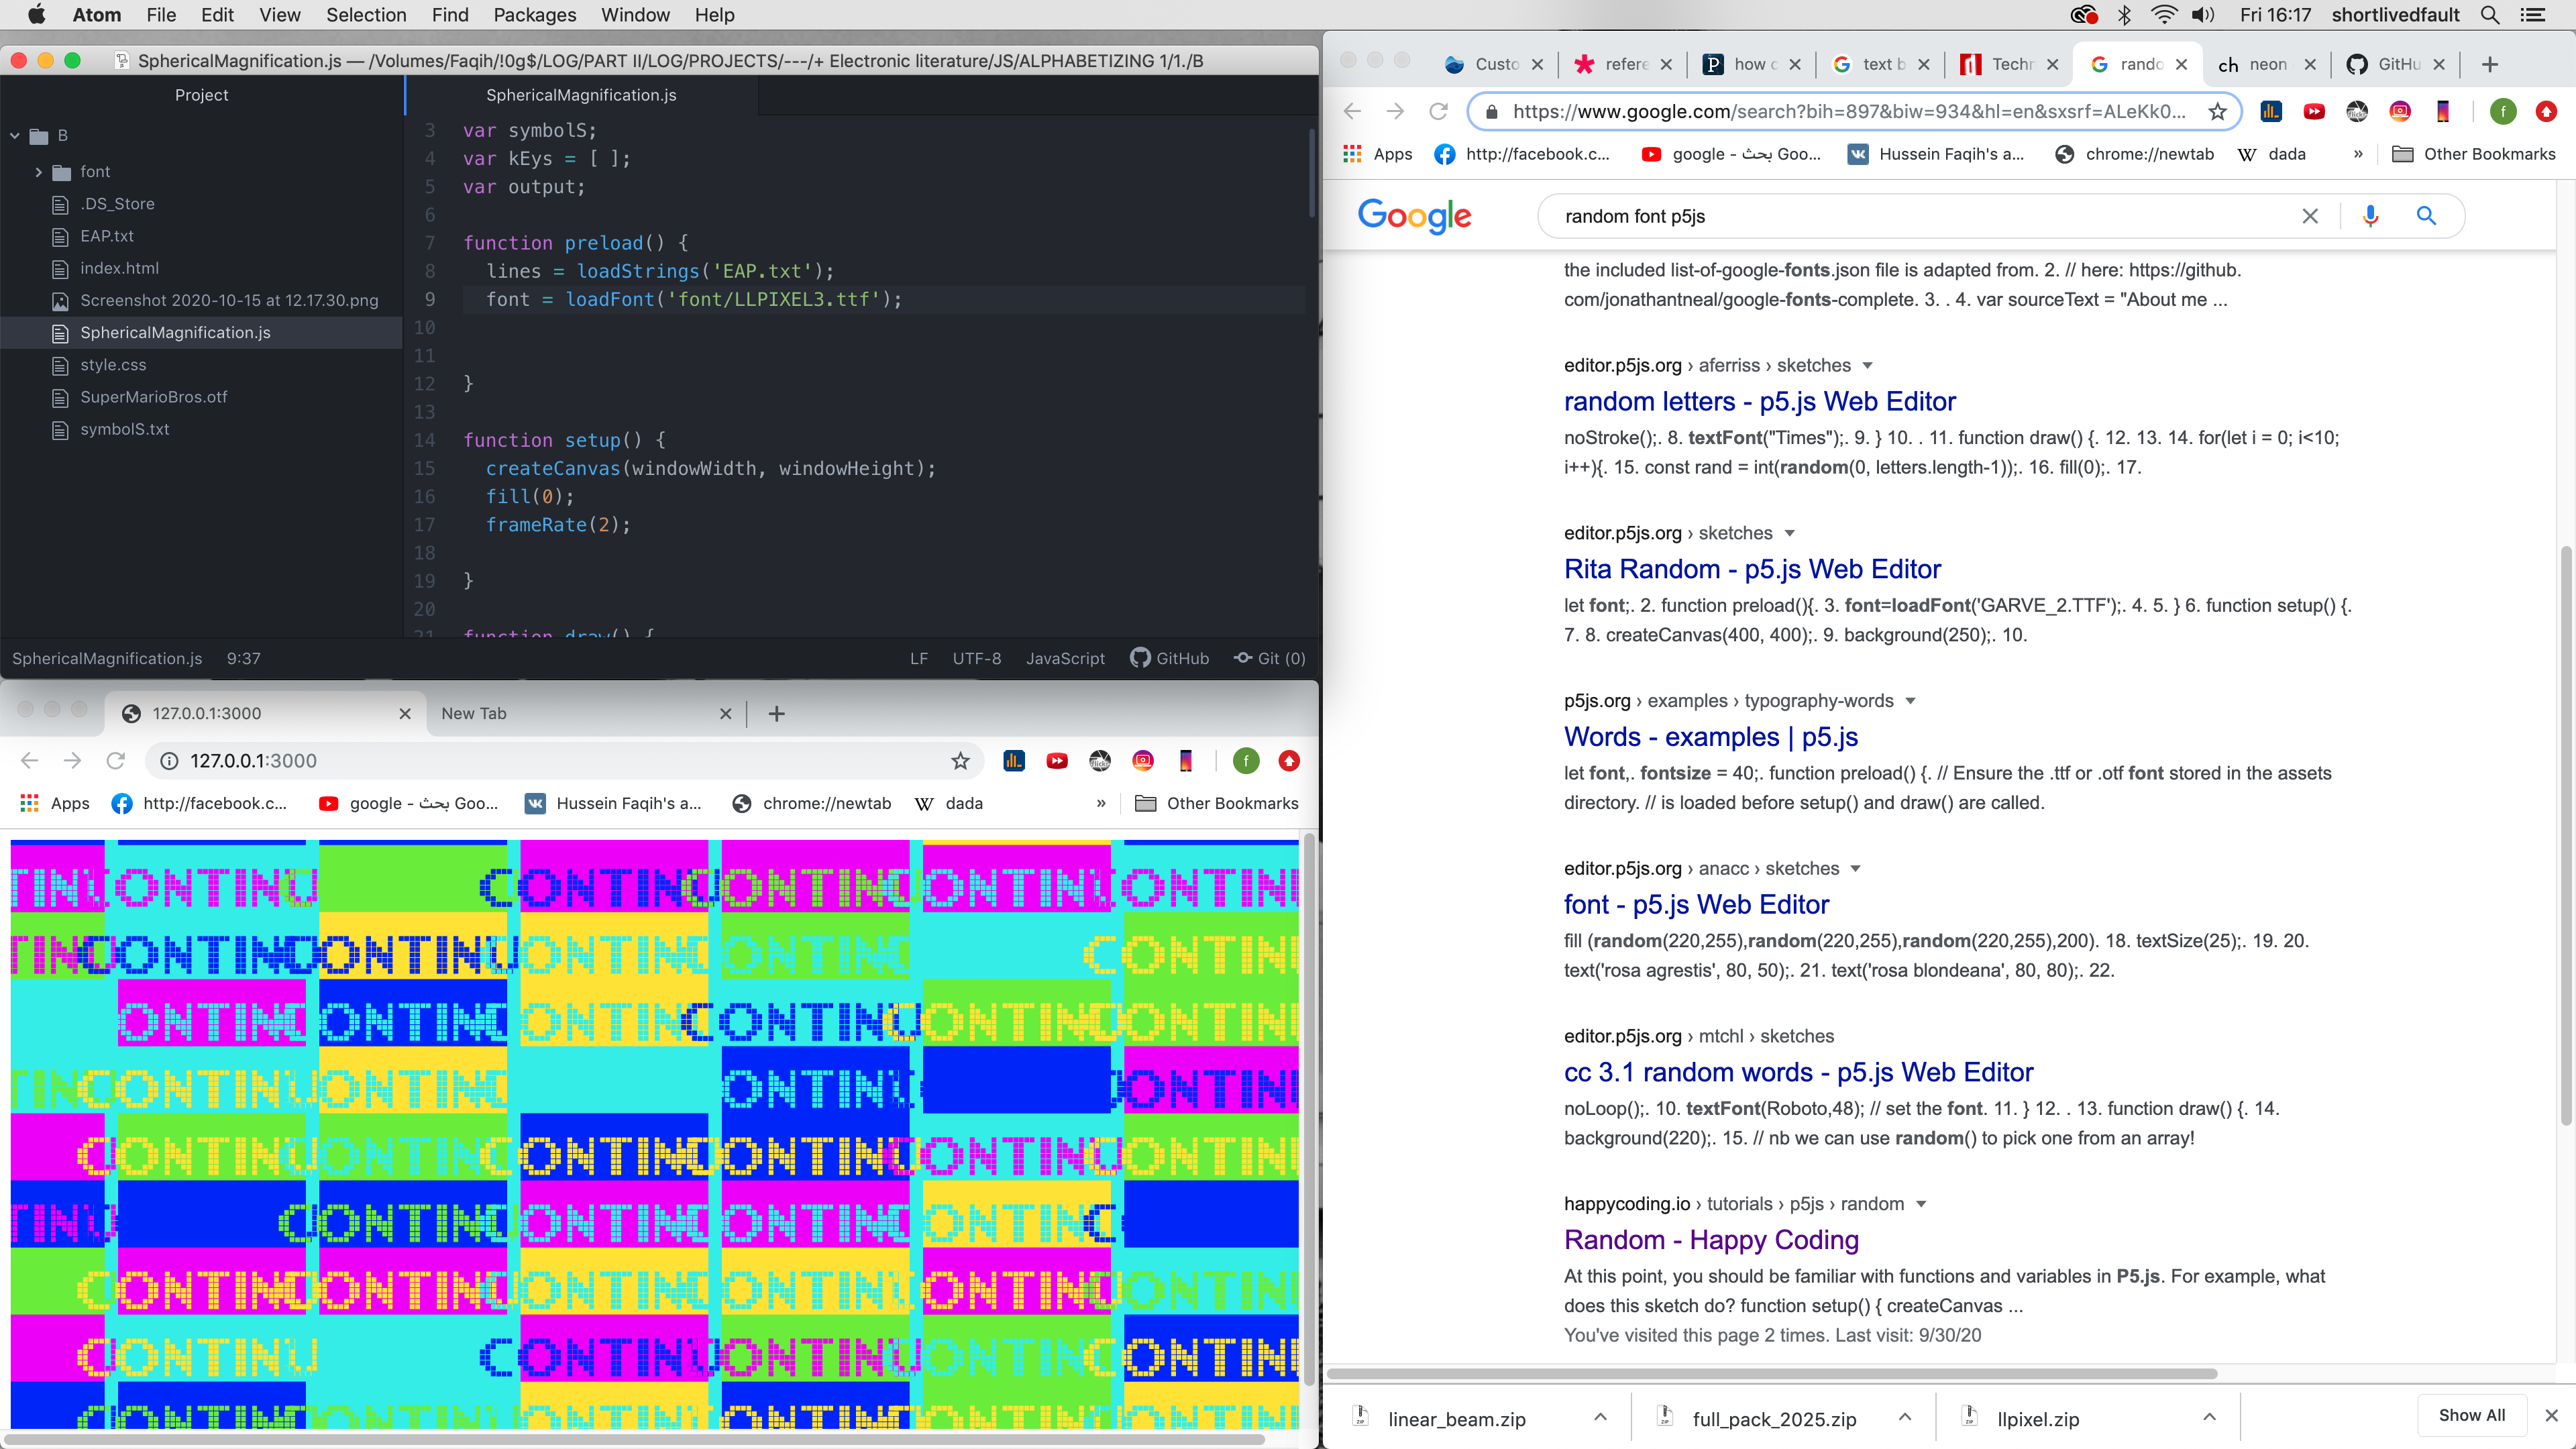 Atom File Edit View Selection Find Packages Window Help
Fri 16:17 shortlivedfault
SphericalMagnification.js — /Volumes/Faqih/!0g$/LOG/PART II/LOG/PROJECTS/---/+ Electronic literature/JS/ALPHABETIZING 1/1./B
Project
B
font
.DS_Store
EAP.txt
index.html
Screenshot 2020-10-15 at 12.17.30.png
SphericalMagnification.js
style.css
SuperMarioBros.otf
symbolS.txt
SphericalMagnification.js
3 var symbolS;
4 var kEys = [ ];
5 var output;
6
7 function preload() {
8 lines = loadStrings('EAP.txt');
9 font = loadFont('font/LLPIXEL3.ttf');
10
11
12 }
13
14 function setup() {
15 createCanvas(windowWidth, windowHeight);
16 fill(0);
17 frameRate(2);
18
19 }
20
21 function draw() {
SphericalMagnification.js 9:37 LF UTF-8 JavaScript GitHub Git (0)
127.0.0.1:3000 New Tab
127.0.0.1:3000
Apps http://facebook.c... google - بحث Goo... Hussein Faqih's a... chrome://newtab dada » Other Bookmarks
Custo refere how c text b Techr rando ch neon GitHu
https://www.google.com/search?bih=897&biw=934&hl=en&sxsrf=ALeKk0...
Apps http://facebook.c... google - بحث Goo... Hussein Faqih's a... chrome://newtab dada » Other Bookmarks
Google random font p5js
the included list-of-google-fonts.json file is adapted from. 2. // here: https://github.
com/jonathantneal/google-fonts-complete. 3. . 4. var sourceText = "About me ...
editor.p5js.org › aferriss › sketches
random letters - p5.js Web Editor
noStroke();. 8. textFont("Times");. 9. } 10. . 11. function draw() {. 12. 13. 14. for(let i = 0; i<10;
i++){. 15. const rand = int(random(0, letters.length-1));. 16. fill(0);. 17.
editor.p5js.org › sketches
Rita Random - p5.js Web Editor
let font;. 2. function preload(){. 3. font=loadFont('GARVE_2.TTF');. 4. 5. } 6. function setup() {.
7. 8. createCanvas(400, 400);. 9. background(250);. 10.
p5js.org › examples › typography-words
Words - examples | p5.js
let font,. fontsize = 40;. function preload() {. // Ensure the .ttf or .otf font stored in the assets
directory. // is loaded before setup() and draw() are called.
editor.p5js.org › anacc › sketches
font - p5.js Web Editor
fill (random(220,255),random(220,255),random(220,255),200). 18. textSize(25);. 19. 20.
text('rosa agrestis', 80, 50);. 21. text('rosa blondeana', 80, 80);. 22.
editor.p5js.org › mtchl › sketches
cc 3.1 random words - p5.js Web Editor
noLoop();. 10. textFont(Roboto,48); // set the font. 11. } 12. . 13. function draw() {. 14.
background(220);. 15. // nb we can use random() to pick one from an array!
happycoding.io › tutorials › p5js › random
Random - Happy Coding
At this point, you should be familiar with functions and variables in P5.js. For example, what
does this sketch do? function setup() { createCanvas ...
You've visited this page 2 times. Last visit: 9/30/20
linear_beam.zip full_pack_2025.zip llpixel.zip Show All